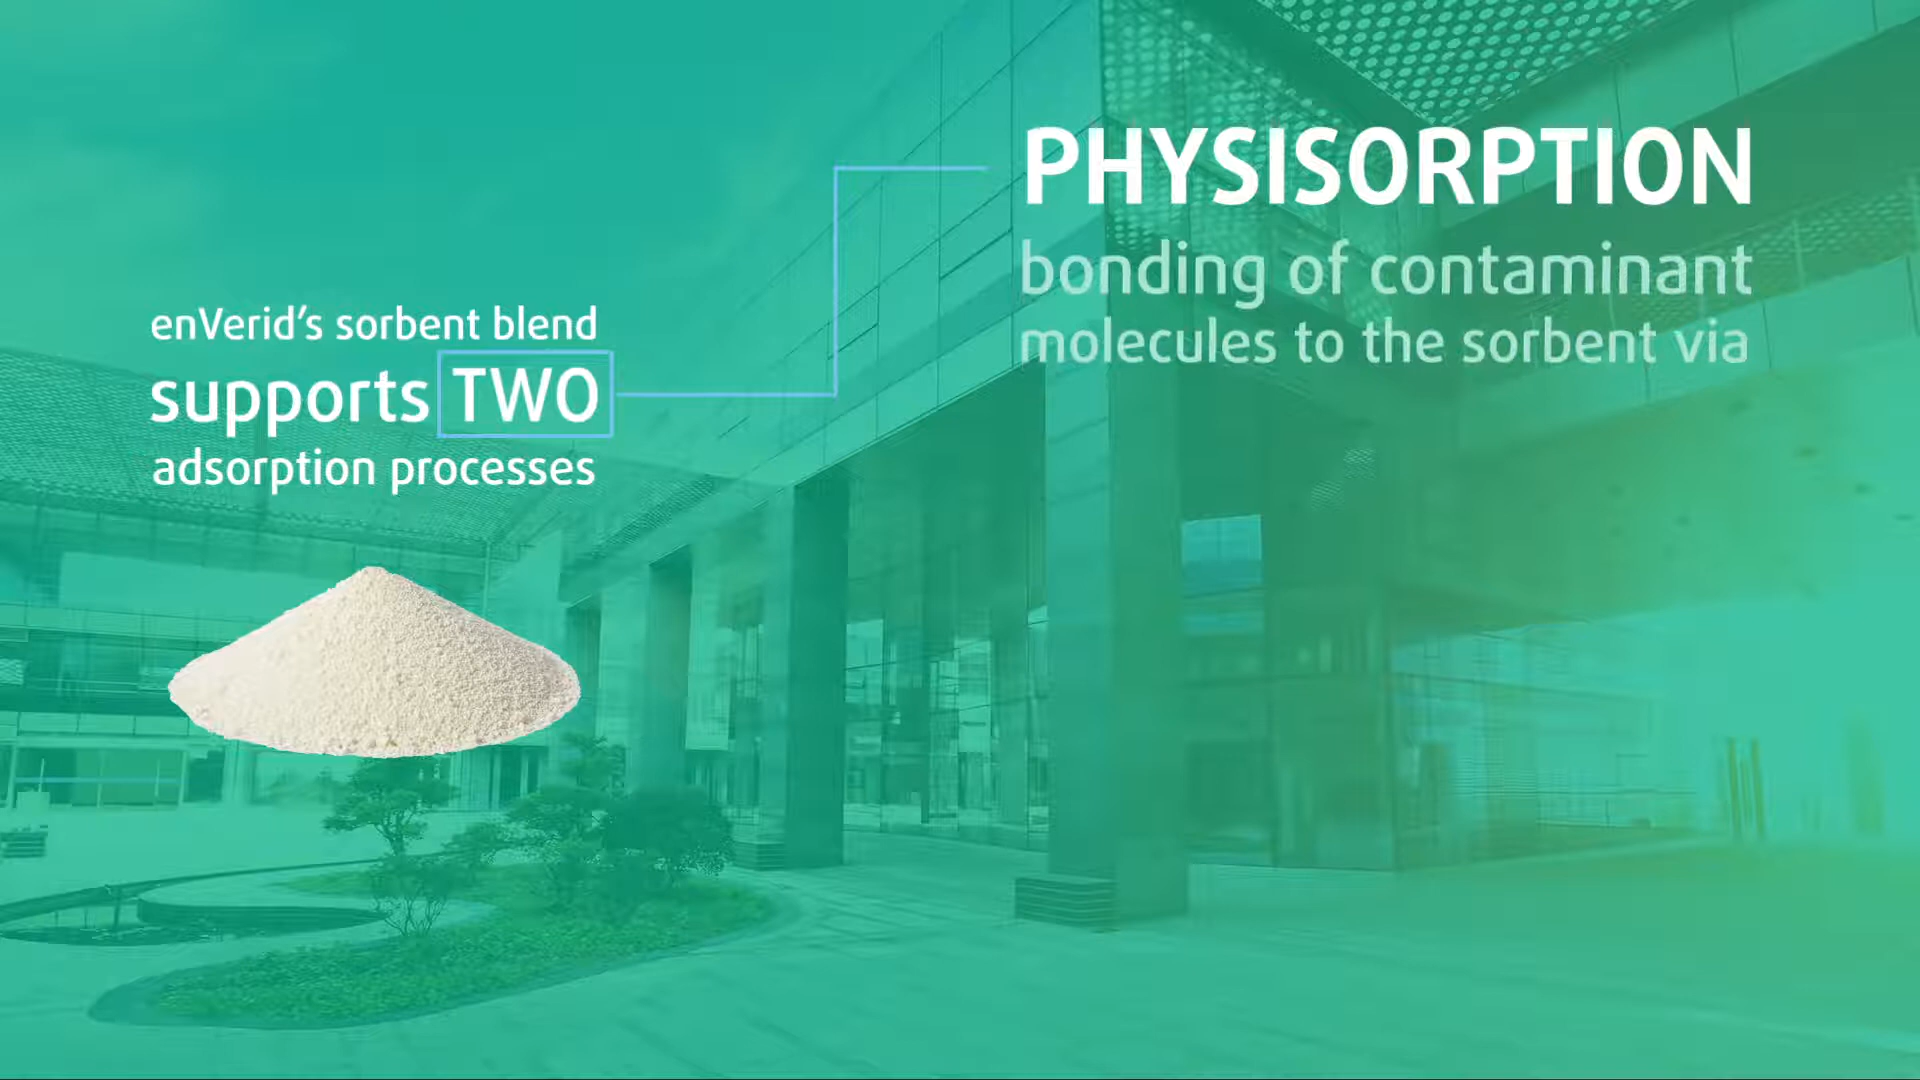 enVerid's sorbent blend
supports TWO
adsorption processes
PHYSISORPTION
bonding of contaminant
molecules to the sorbent via